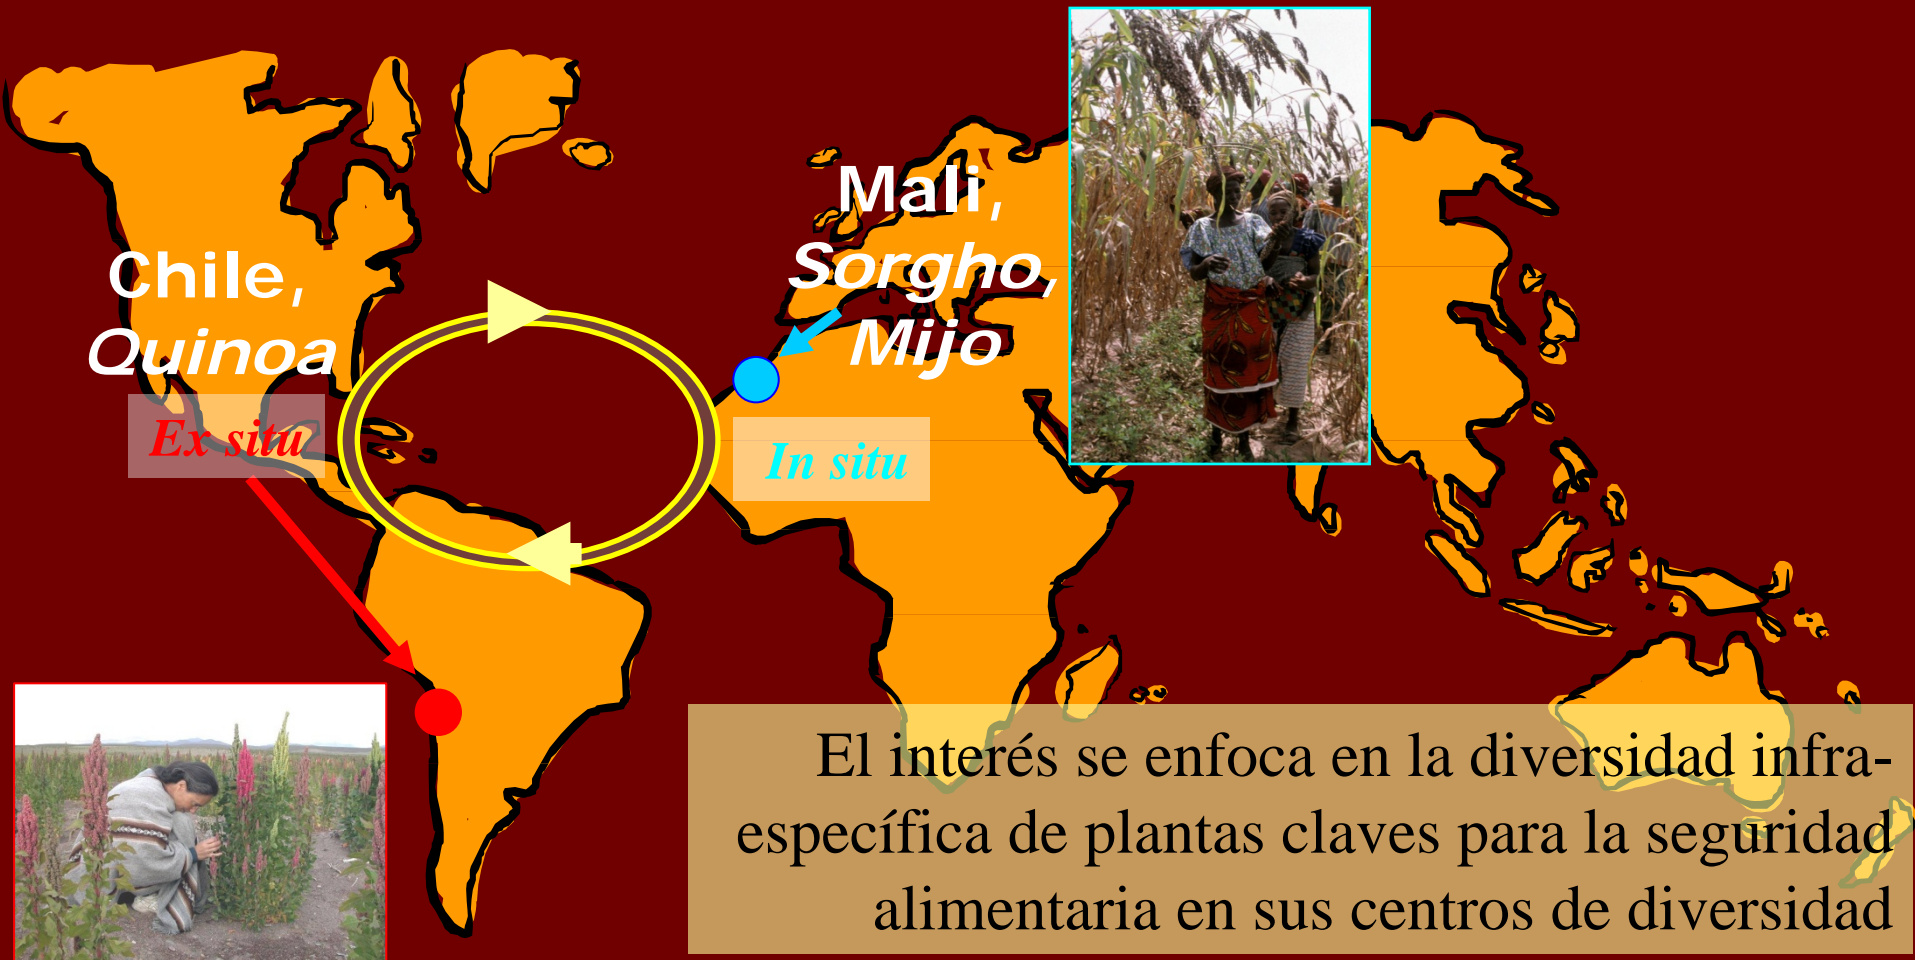 Chile,
Quinoa
Ex situ
Mali,
Sorgho,
Mijo
In situ
El interés se enfoca en la diversidad infra-
específica de plantas claves para la seguridad
alimentaria en sus centros de diversidad